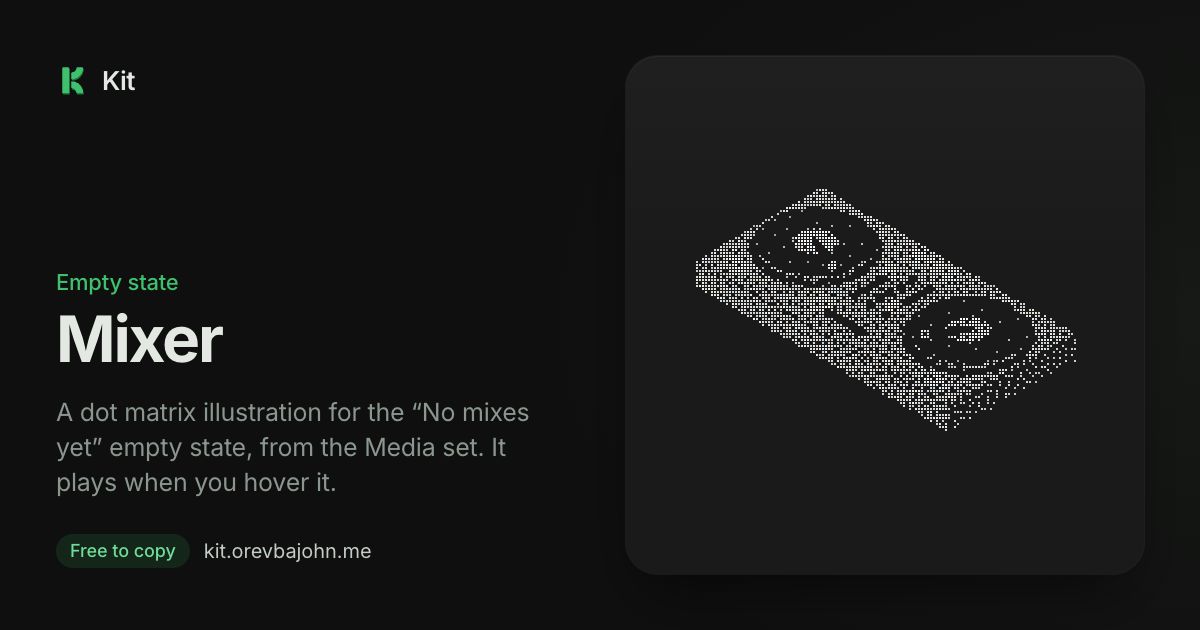 Kit
Empty state
Mixer
A dot matrix illustration for the “No mixes
yet” empty state, from the Media set. It
plays when you hover it.
Free to copy
kit.orevbajohn.me